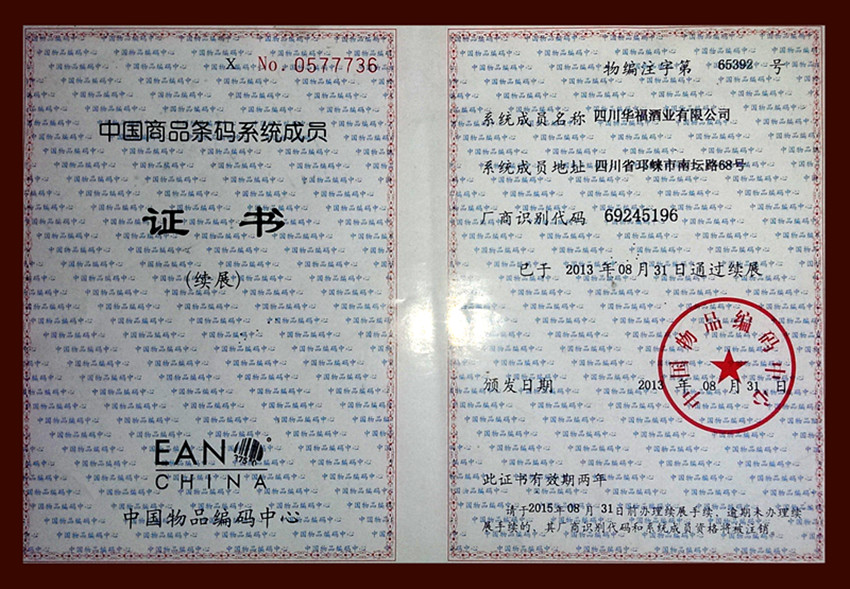 X No. 0577736
中国商品条码系统成员
证 书
(续展)
EAN
CHINA
中国物品编码中心
物编注字第 65392 号
系统成员名称 四川华福酒业有限公司
系统成员地址 四川省邛崃市南坛路68号
厂商识别代码 69245196
已于 2013 年 08 月 31 日通过续展
中国物品编码中心
颁发日期 2013 年 08 月 31 日
此证书有效期两年
请于2015年08月31日前办理续展手续，逾期未办理续
展手续的，其厂商识别代码和系统成员资格将被注销